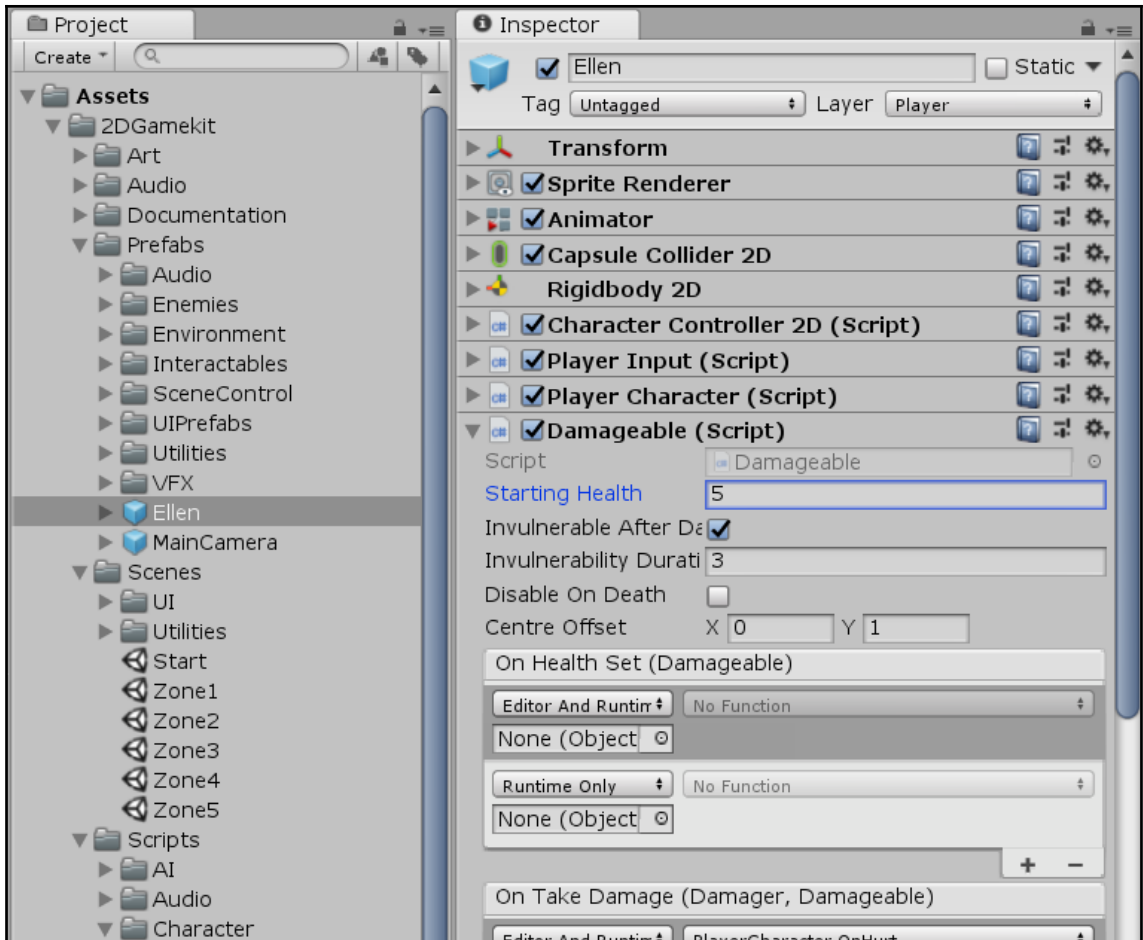 Project
Create
Assets
2DGamekit
Art
Audio
Documentation
Prefabs
Audio
Enemies
Environment
Interactables
SceneControl
UIPrefabs
Utilities
VFX
Ellen
MainCamera
Scenes
UI
Utilities
Start
Zone1
Zone2
Zone3
Zone4
Zone5
Scripts
AI
Audio
Character
Inspector
Ellen Static
Tag Untagged Layer Player
Transform
Sprite Renderer
Animator
Capsule Collider 2D
Rigidbody 2D
c# Character Controller 2D (Script)
c# Player Input (Script)
c# Player Character (Script)
c# Damageable (Script)
Script Damageable
Starting Health 5
Invulnerable After Da
Invulnerability Durati 3
Disable On Death
Centre Offset X 0 Y 1
On Health Set (Damageable)
Editor And Runtim No Function
None (Object
Runtime Only No Function
None (Object
+ −
On Take Damage (Damager, Damageable)
Editor And Runtim PlayerCharacter.OnHurt